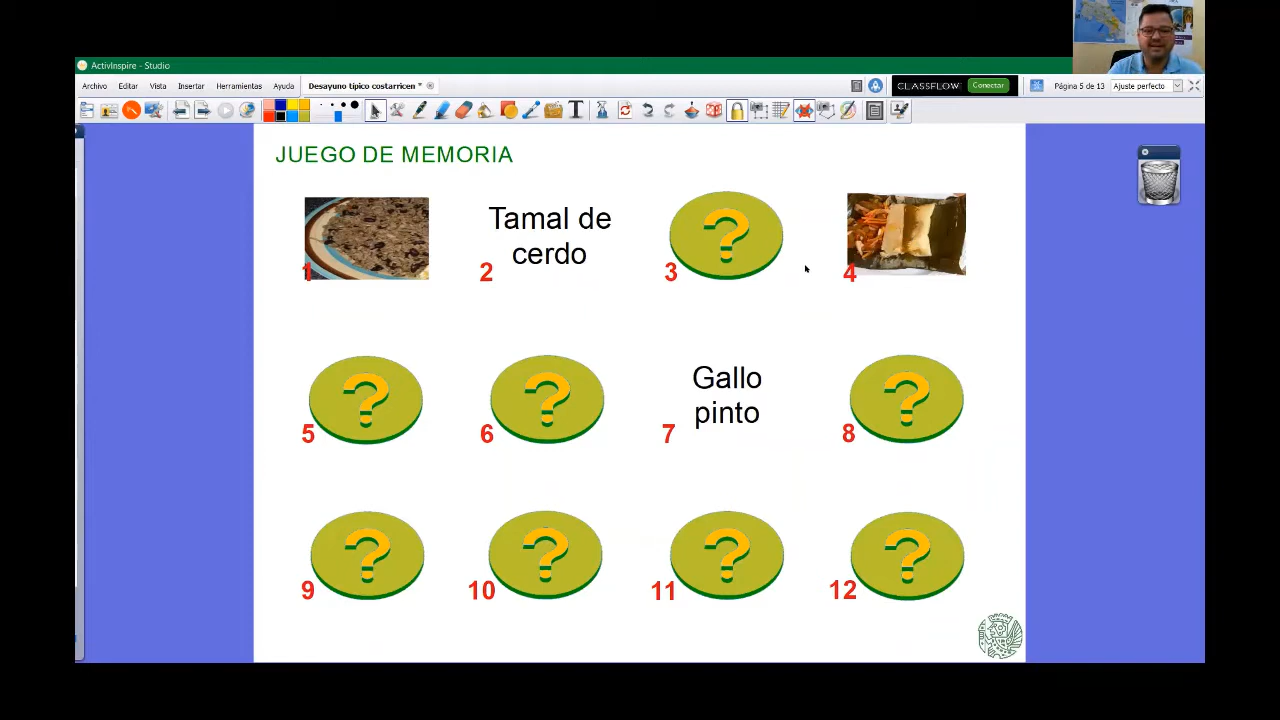 ActivInspire - Studio
Archivo Editar Vista Insertar Herramientas Ayuda
Desayuno típico costarricen *
CLASSFLOW Conectar
Página 5 de 13
Ajuste perfecto
T
JUEGO DE MEMORIA
1
Tamal de
cerdo
2
?
3
4
?
5
?
6
Gallo
pinto
7
?
8
?
9
?
10
?
11
?
12